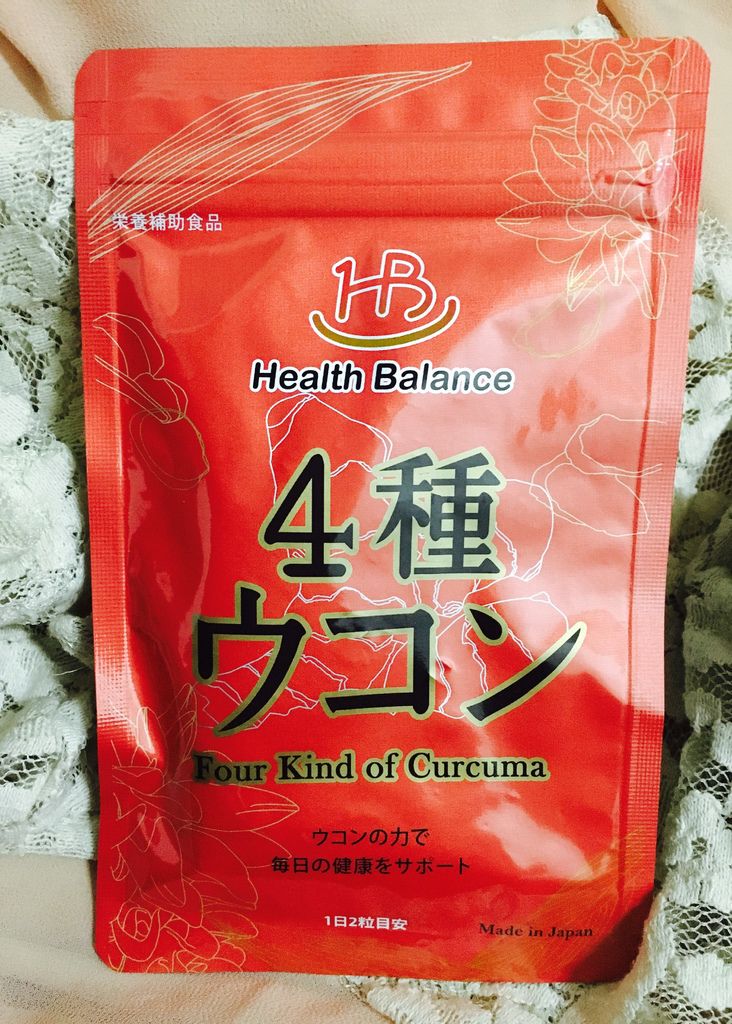 栄養補助食品
HB
Health Balance
4種
ウコン
Four Kind of Curcuma
ウコンの力で
毎日の健康をサポート
1日2粒目安
Made in Japan